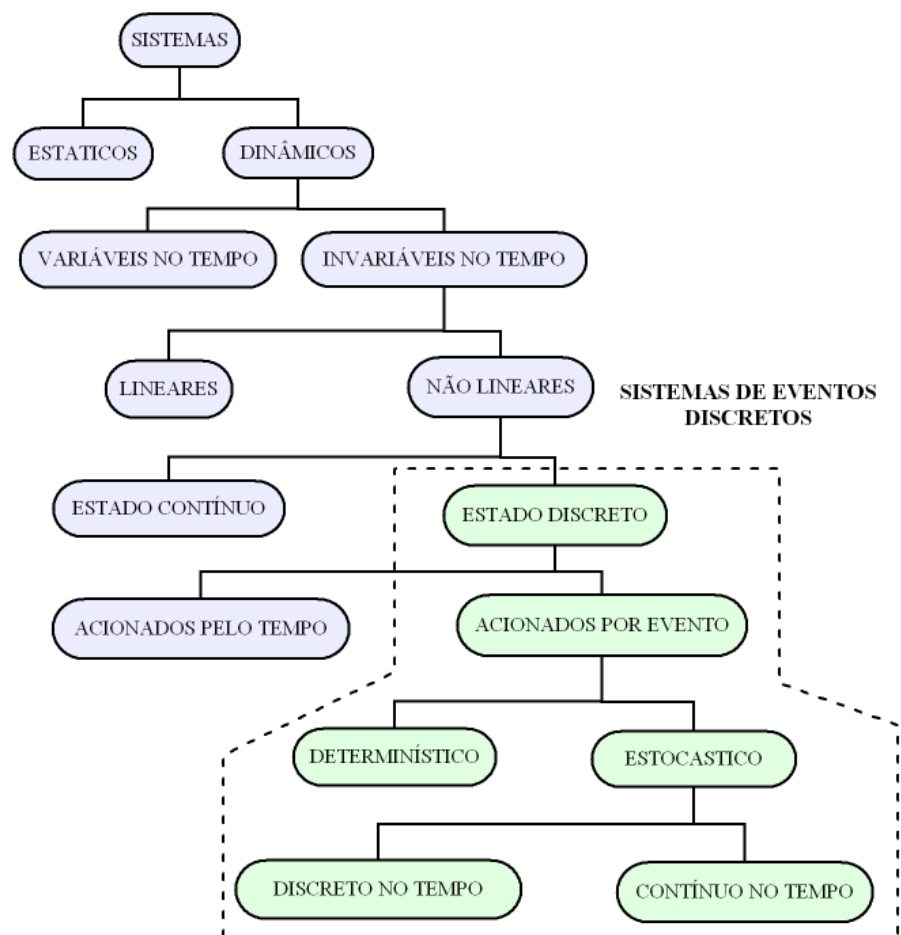 SISTEMAS
ESTATICOS
DINÂMICOS
VARIÁVEIS NO TEMPO
INVARIÁVEIS NO TEMPO
LINEARES
NÃO LINEARES
SISTEMAS DE EVENTOS
DISCRETOS
ESTADO CONTÍNUO
ESTADO DISCRETO
ACIONADOS PELO TEMPO
ACIONADOS POR EVENTO
DETERMINÍSTICO
ESTOCASTICO
DISCRETO NO TEMPO
CONTÍNUO NO TEMPO